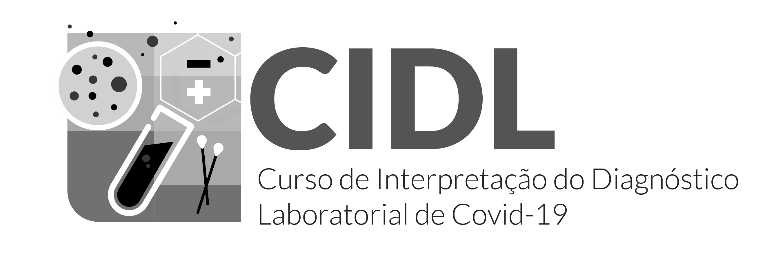 CIDL
Curso de Interpretação do Diagnóstico
Laboratorial de Covid-19